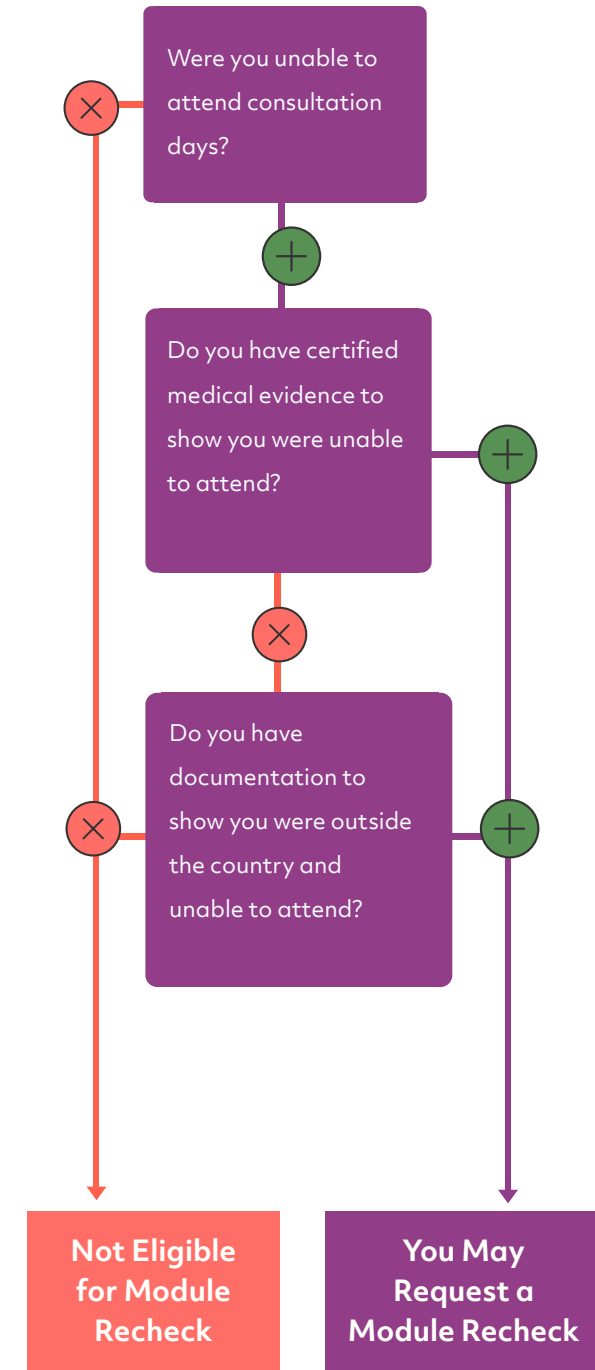 Were you unable to
attend consultation
days?
Do you have certified
medical evidence to
show you were unable
to attend?
Do you have
documentation to
show you were outside
the country and
unable to attend?
Not Eligible
for Module
Recheck
You May
Request a
Module Recheck